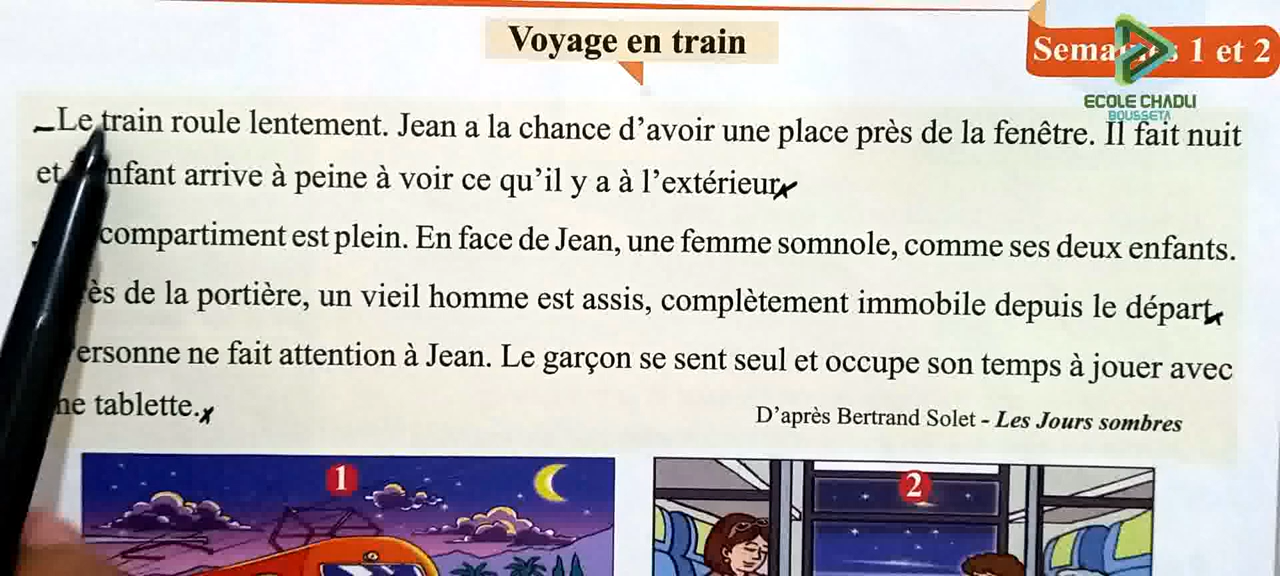 Voyage en train
Semaines 1 et 2
ECOLE CHADLI
BOUSSETA
Le train roule lentement. Jean a la chance d'avoir une place près de la fenêtre. Il fait nuit
et enfant arrive à peine à voir ce qu'il y a à l'extérieur
compartiment est plein. En face de Jean, une femme somnole, comme ses deux enfants.
ès de la portière, un vieil homme est assis, complètement immobile depuis le départ.
ersonne ne fait attention à Jean. Le garçon se sent seul et occupe son temps à jouer avec
ne tablette.
D'après Bertrand Solet - Les Jours sombres
1
2